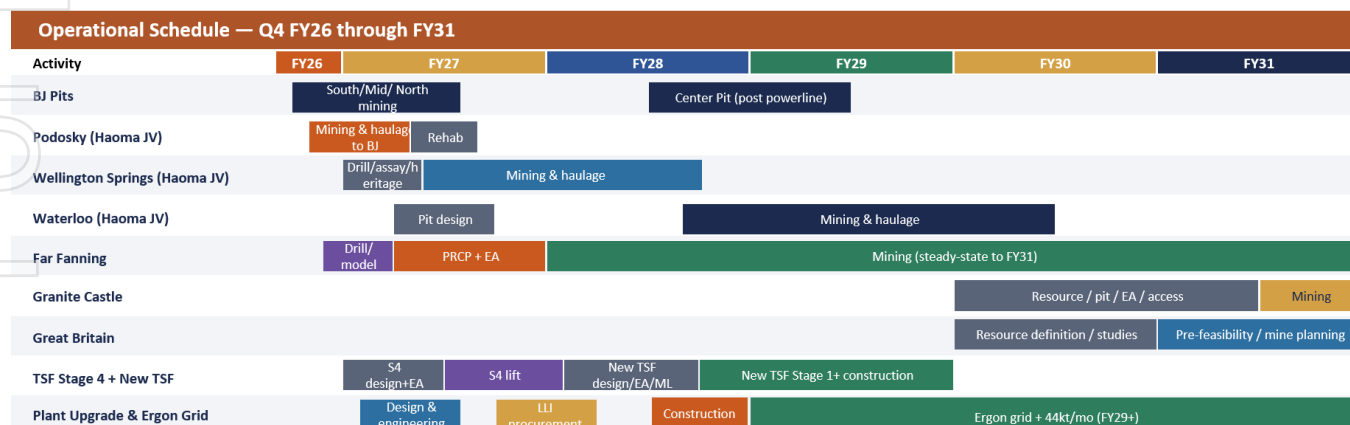 Operational Schedule — Q4 FY26 through FY31
Activity FY26 FY27 FY28 FY29 FY30 FY31
BJ Pits South/Mid/ North
mining Center Pit (post powerline)
Podosky (Haoma JV) Mining & haulage
to BJ Rehab
Wellington Springs (Haoma JV) Drill/assay/h
eritage Mining & haulage
Waterloo (Haoma JV) Pit design Mining & haulage
Far Fanning Drill/
model PRCP + EA Mining (steady-state to FY31)
Granite Castle Resource / pit / EA / access Mining
Great Britain Resource definition / studies Pre-feasibility / mine planning
TSF Stage 4 + New TSF S4
design+EA S4 lift New TSF
design/EA/ML New TSF Stage 1+ construction
Plant Upgrade & Ergon Grid Design &
engineering LLI
procurement Construction Ergon grid + 44kt/mo (FY29+)